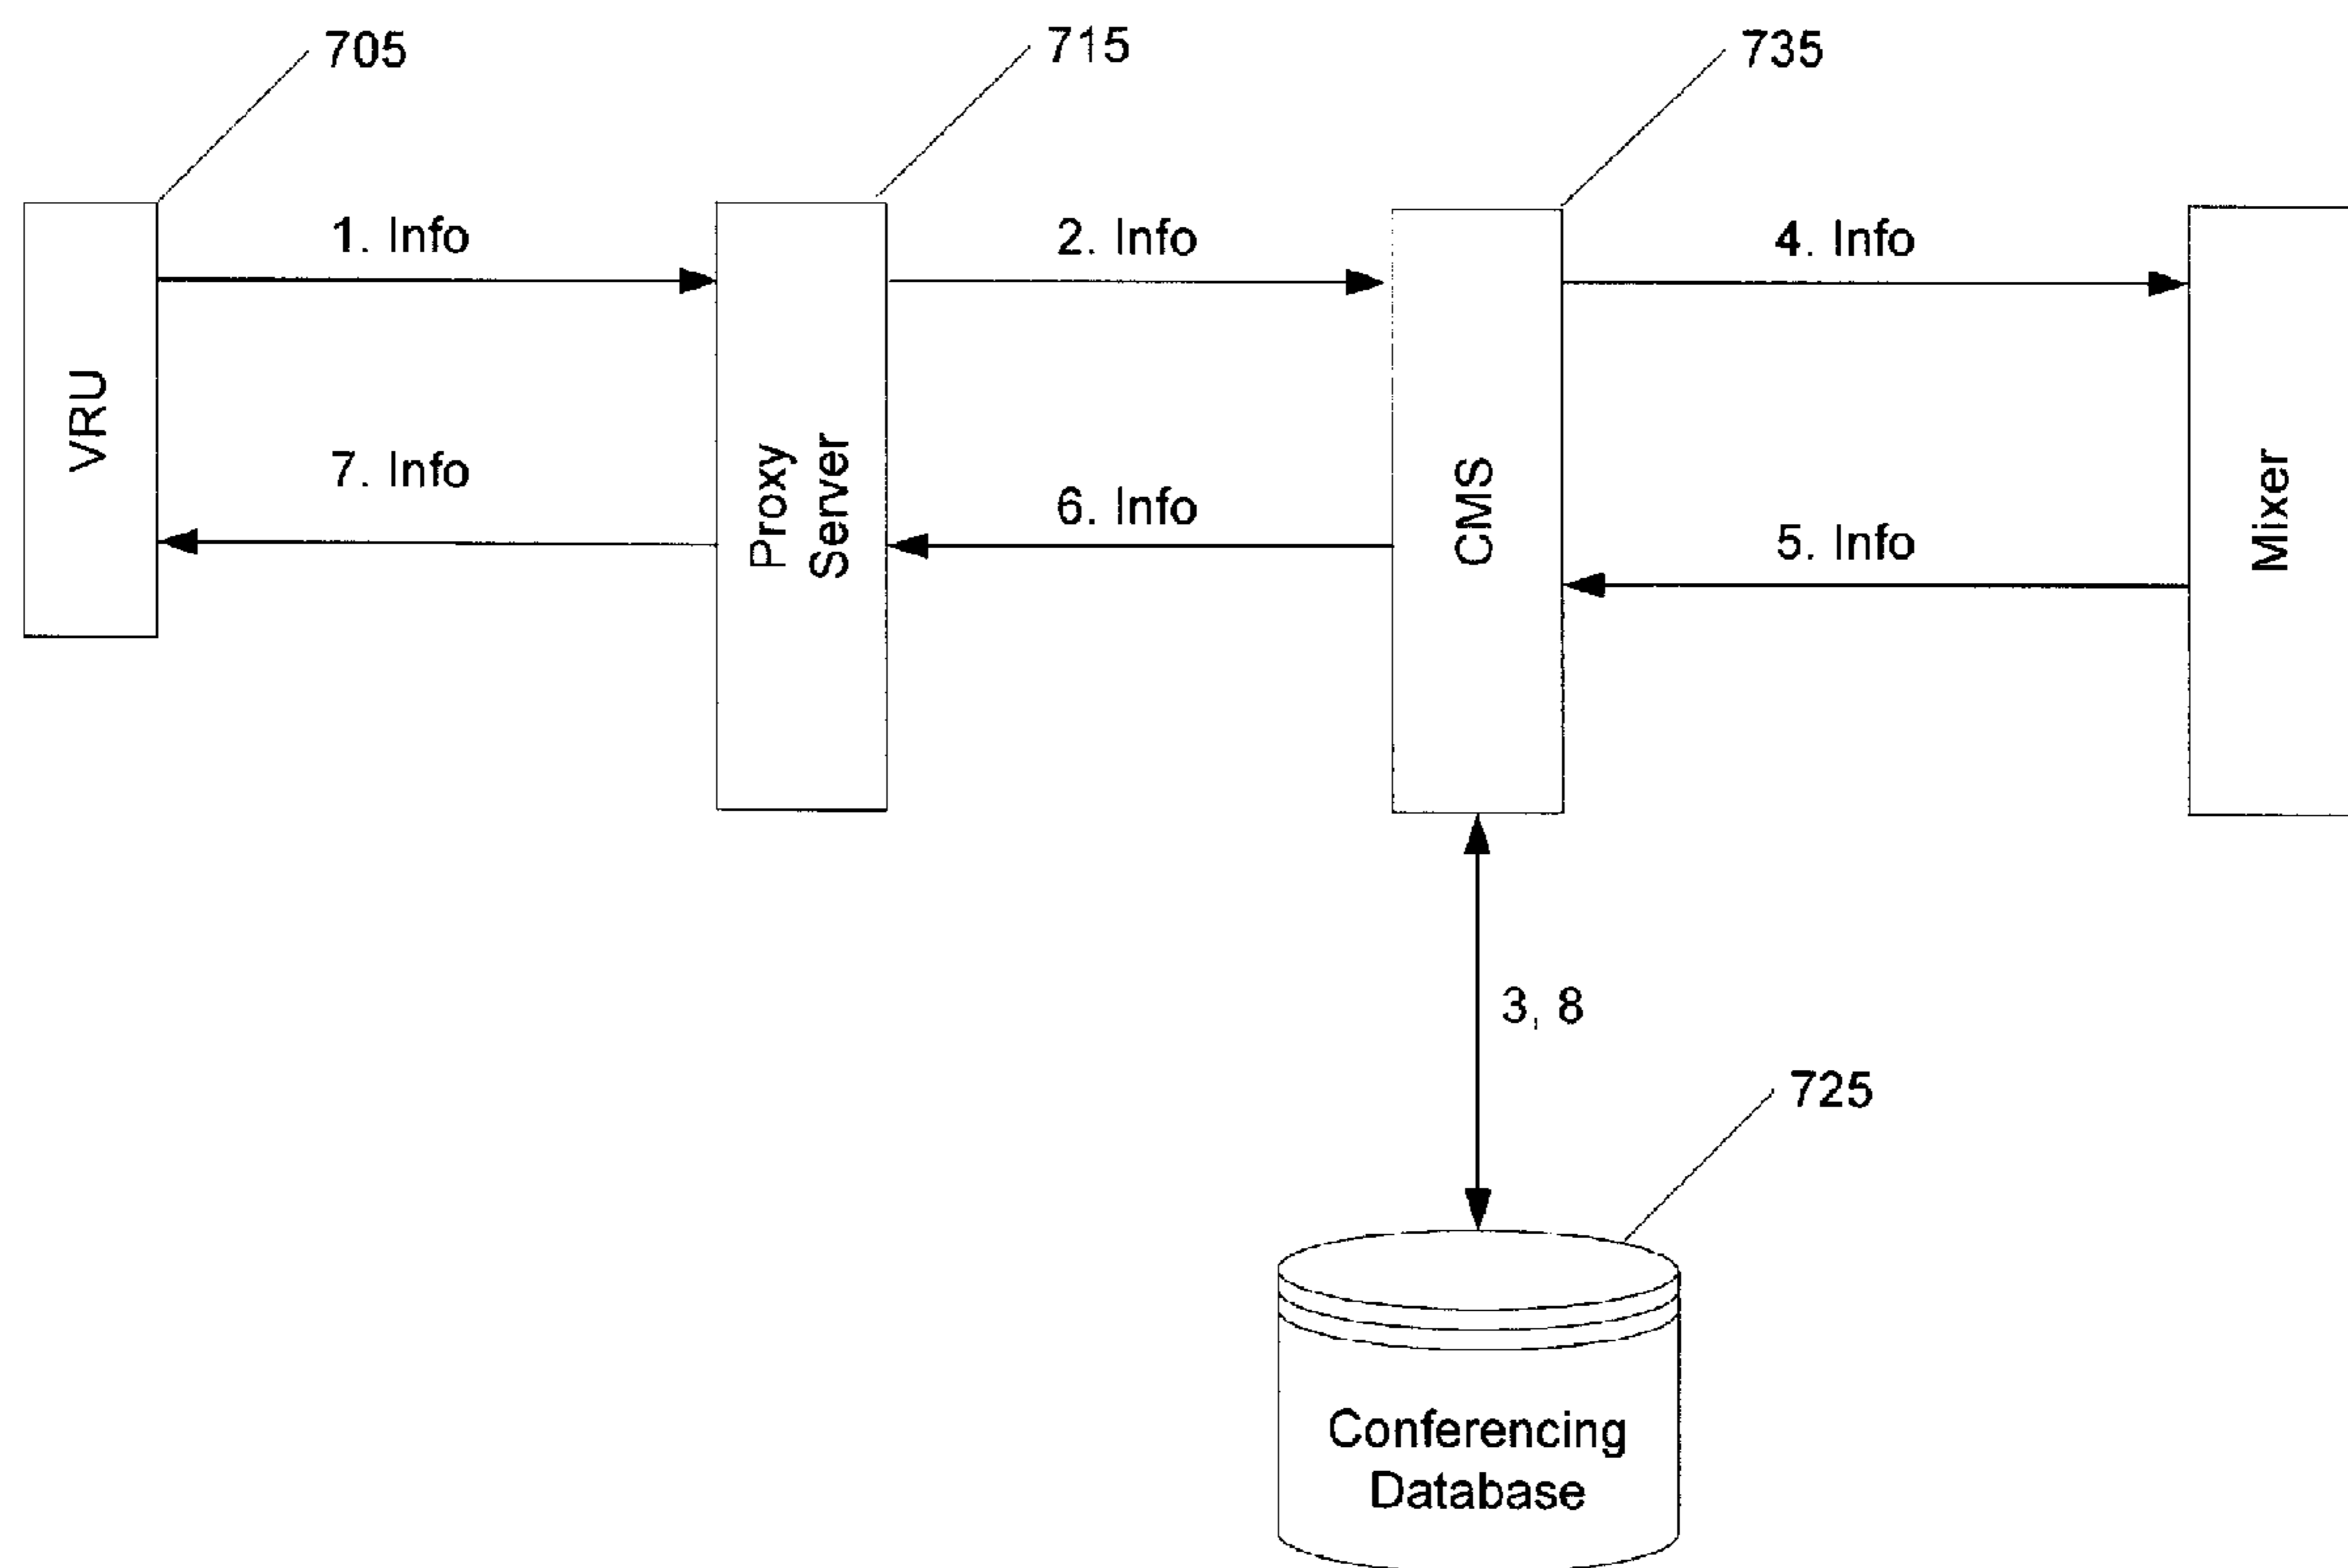 705
715
735
1. Info
2. Info
4. Info
VRU
7. Info
Proxy
Server
6. Info
CMS
5. Info
Mixer
3, 8
725
Conferencing
Database